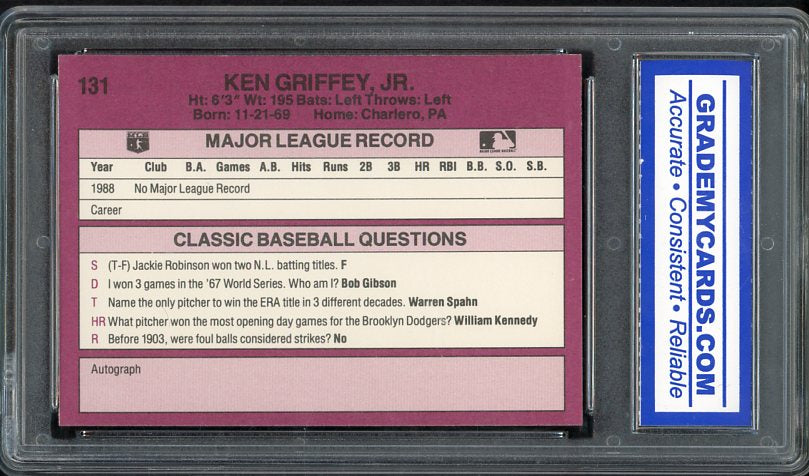 131
KEN GRIFFEY, JR.
Ht: 6'3" Wt: 195 Bats: Left Throws: Left
Born: 11-21-69 Home: Charlero, PA
MAJOR LEAGUE RECORD
MAJOR LEAGUE BASEBALL
Year Club B.A. Games A.B. Hits Runs 2B 3B HR RBI B.B. S.O. S.B.
1988 No Major League Record
Career
CLASSIC BASEBALL QUESTIONS
S (T-F) Jackie Robinson won two N.L. batting titles. F
D I won 3 games in the '67 World Series. Who am I? Bob Gibson
T Name the only pitcher to win the ERA title in 3 different decades. Warren Spahn
HR What pitcher won the most opening day games for the Brooklyn Dodgers? William Kennedy
R Before 1903, were foul balls considered strikes? No
Autograph
GRADEMYCARDS.COM
Accurate • Consistent • Reliable